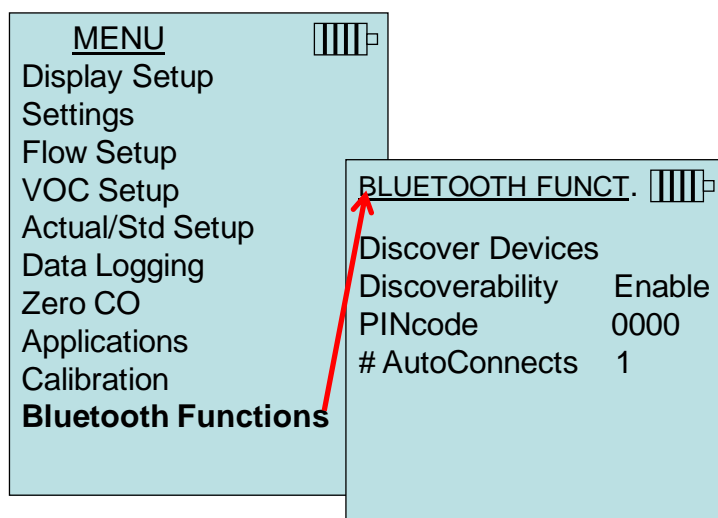 MENU
Display Setup
Settings
Flow Setup
VOC Setup
Actual/Std Setup
Data Logging
Zero CO
Applications
Calibration
Bluetooth Functions
BLUETOOTH FUNCT.
Discover Devices
Discoverability Enable
PINcode 0000
# AutoConnects 1